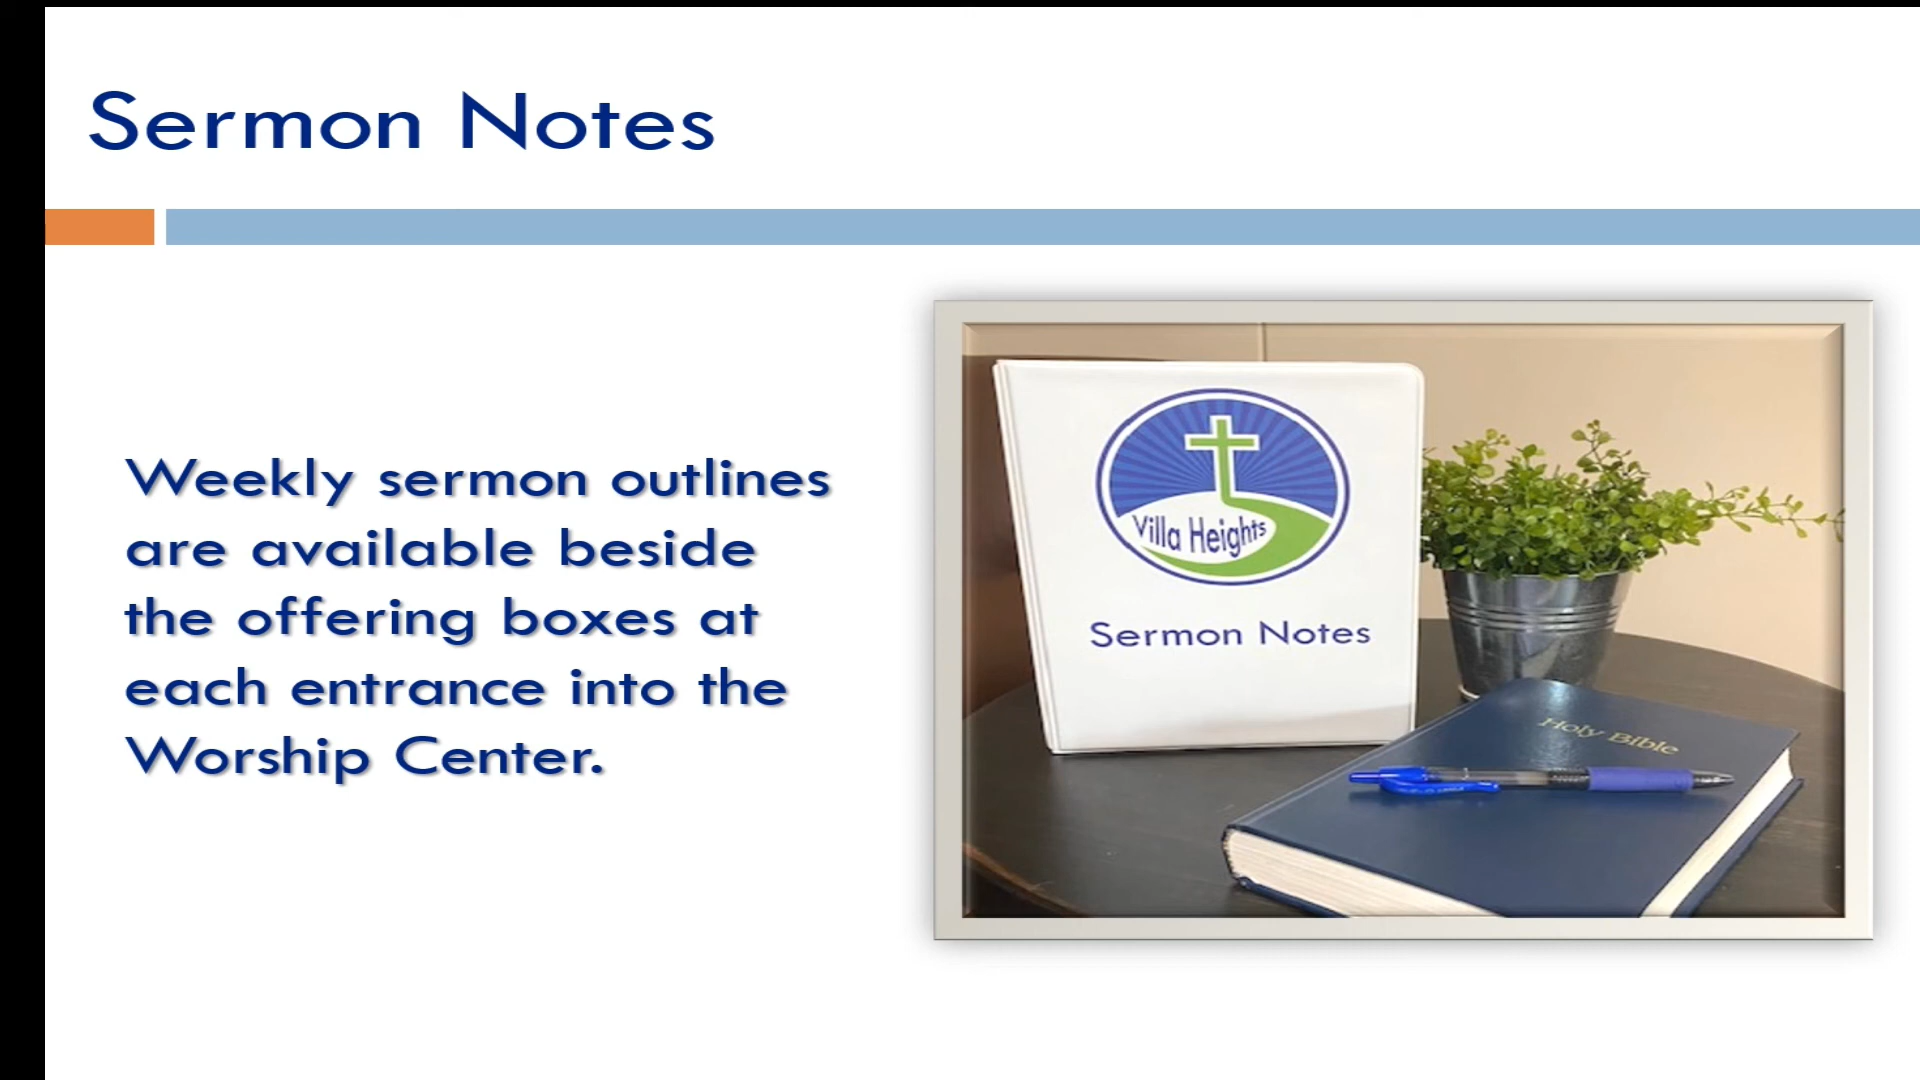 Sermon Notes
Weekly sermon outlines
are available beside
the offering boxes at
each entrance into the
Worship Center.
Villa Heights
Sermon Notes
Holy Bible